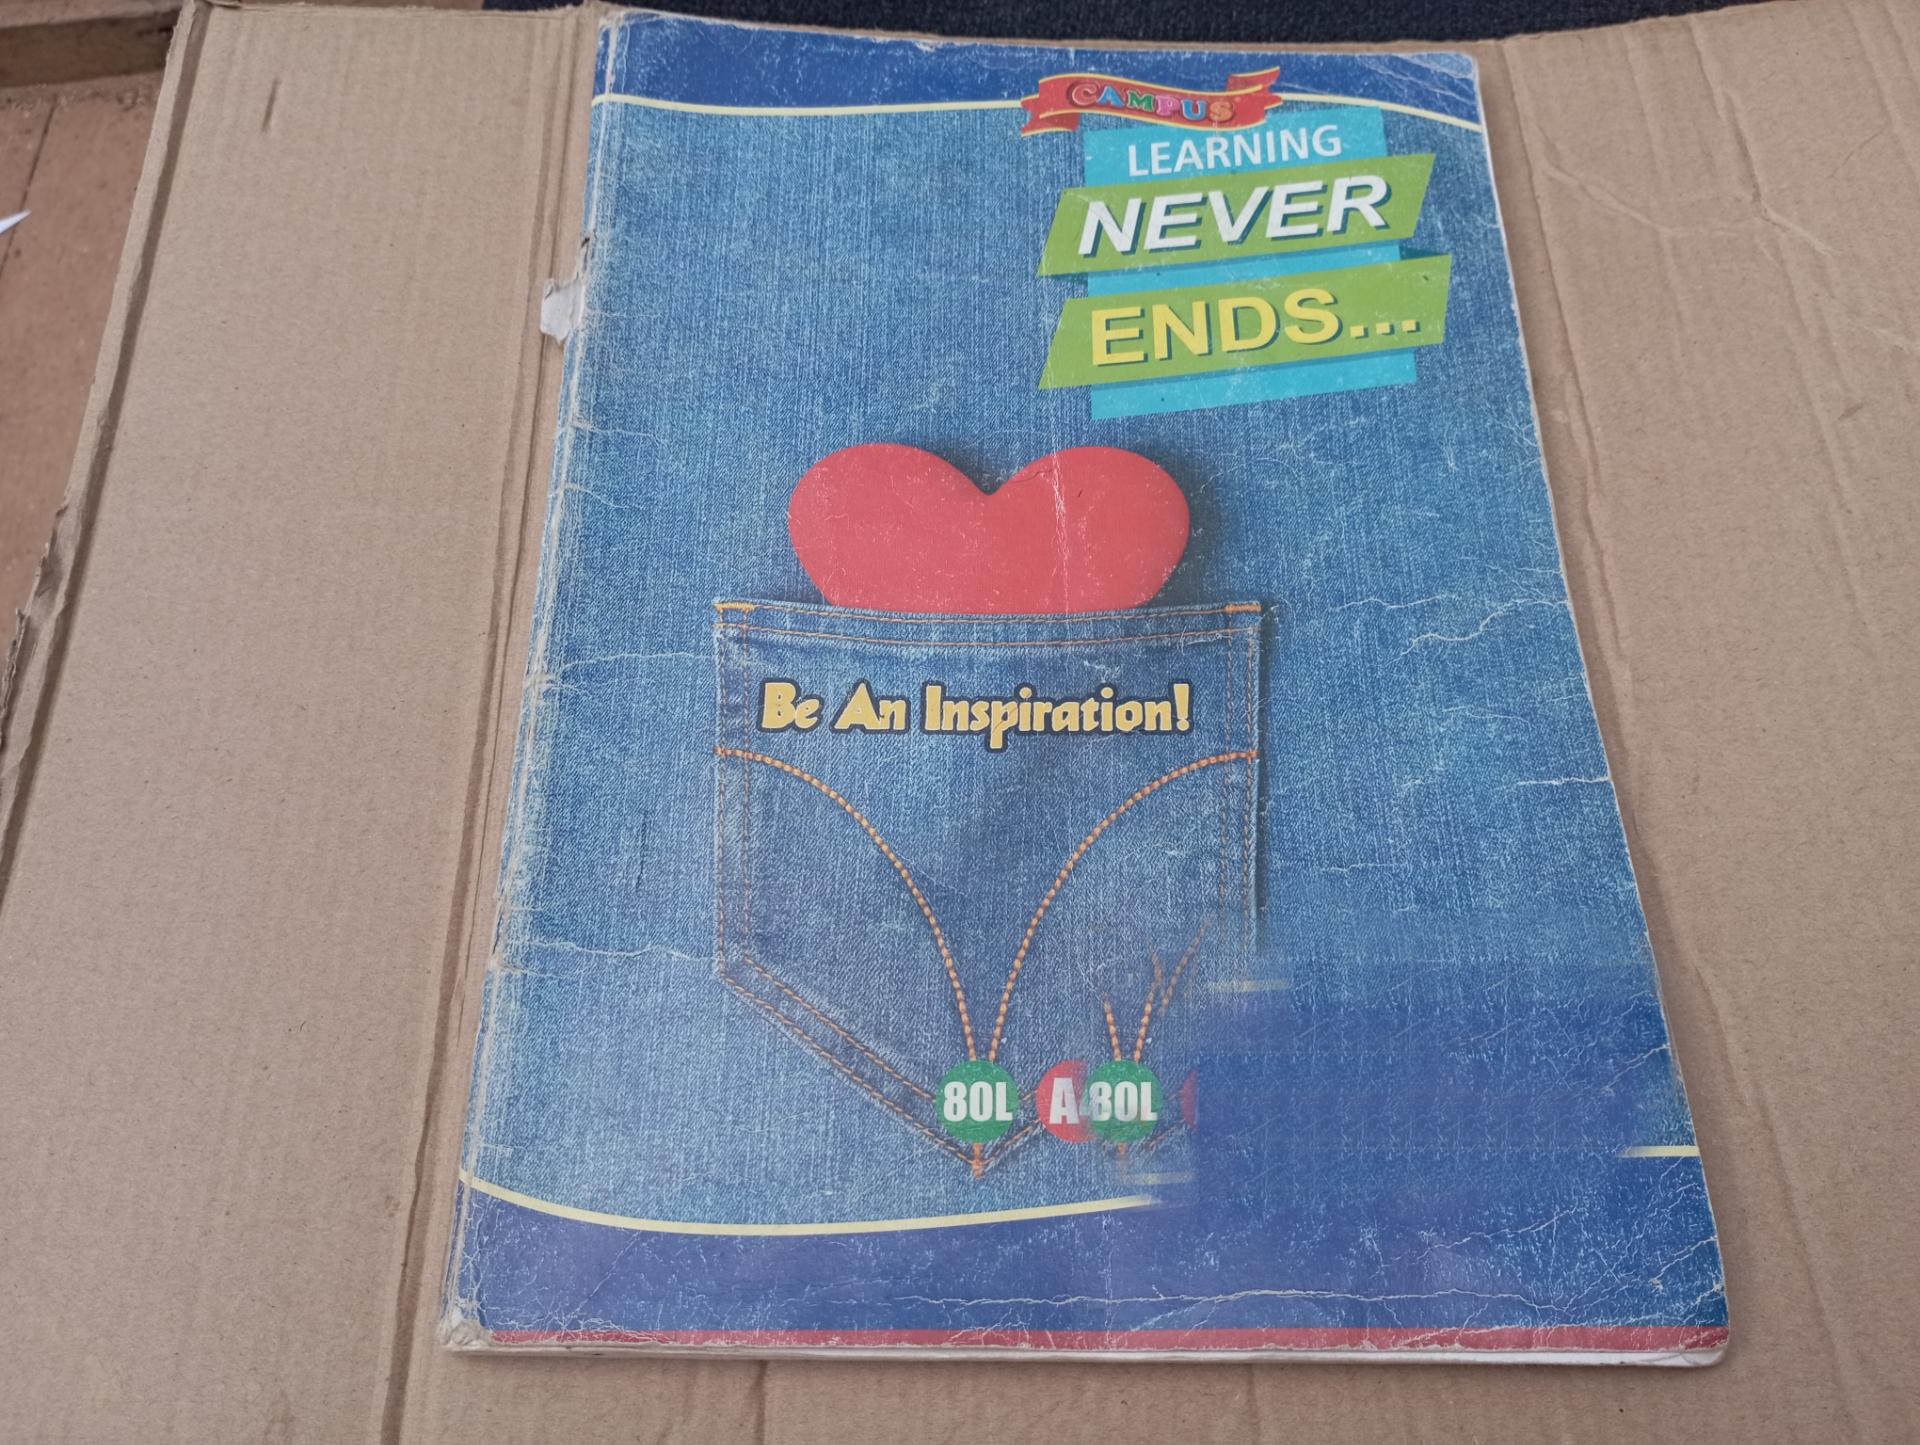 CAMPUS
LEARNING
NEVER
ENDS...
Be An Inspiration!
80L A 80L